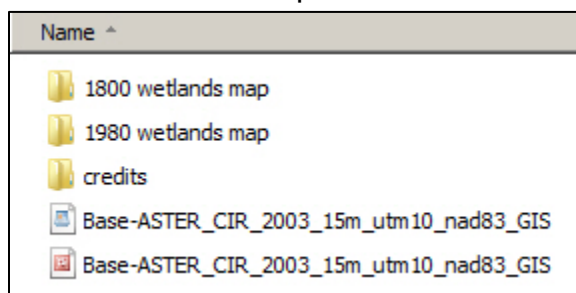 Name
1800 wetlands map
1980 wetlands map
credits
Base-ASTER_CIR_2003_15m_utm10_nad83_GIS
Base-ASTER_CIR_2003_15m_utm10_nad83_GIS